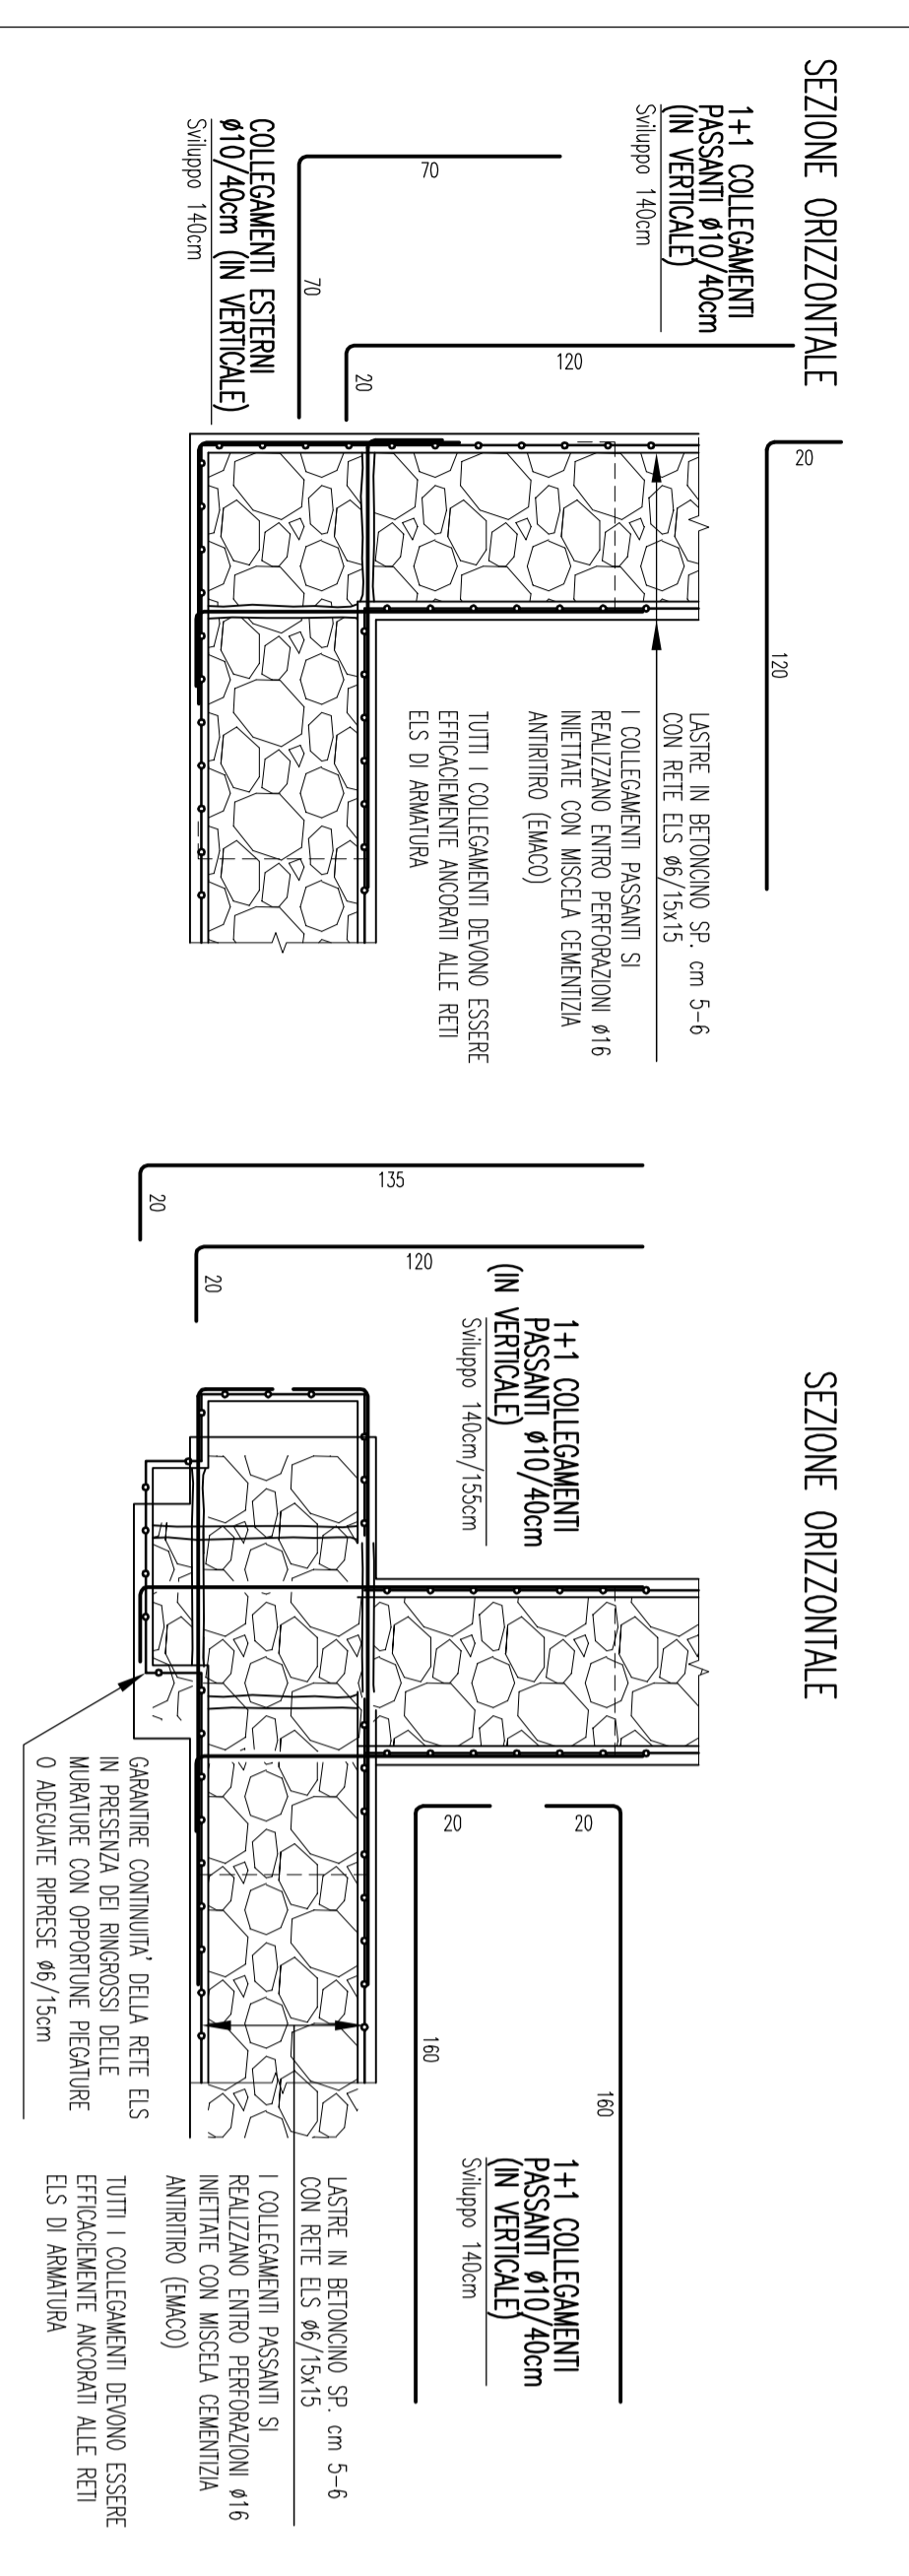 SEZIONE ORIZZONTALE
1+1 COLLEGAMENTI
PASSANTI ø10/40cm
(IN VERTICALE)
Sviluppo 140cm
70
70
COLLEGAMENTI ESTERNI
ø10/40cm (IN VERTICALE)
Sviluppo 140cm
120
20
20
120
LASTRE IN BETONCINO SP. cm 5-6
CON RETE ELS ø6/15x15
I COLLEGAMENTI PASSANTI SI
REALIZZANO ENTRO PERFORAZIONI ø16
INIETTATE CON MISCELA CEMENTIZIA
ANTIRITIRO (EMACO)
TUTTI I COLLEGAMENTI DEVONO ESSERE
EFFICACIEMENTE ANCORATI ALLE RETI
ELS DI ARMATURA
SEZIONE ORIZZONTALE
135
20
120
20
1+1 COLLEGAMENTI
PASSANTI ø10/40cm
(IN VERTICALE)
Sviluppo 140cm/155cm
20
20
160
160
1+1 COLLEGAMENTI
PASSANTI ø10/40cm
(IN VERTICALE)
Sviluppo 140cm
GARANTIRE CONTINUITA' DELLA RETE ELS
IN PRESENZA DEI RINGROSSI DELLE
MURATURE CON OPPORTUNE PIEGATURE
O ADEGUATE RIPRESE ø6/15cm
LASTRE IN BETONCINO SP. cm 5-6
CON RETE ELS ø6/15x15
I COLLEGAMENTI PASSANTI SI
REALIZZANO ENTRO PERFORAZIONI ø16
INIETTATE CON MISCELA CEMENTIZIA
ANTIRITIRO (EMACO)
TUTTI I COLLEGAMENTI DEVONO ESSERE
EFFICACIEMENTE ANCORATI ALLE RETI
ELS DI ARMATURA